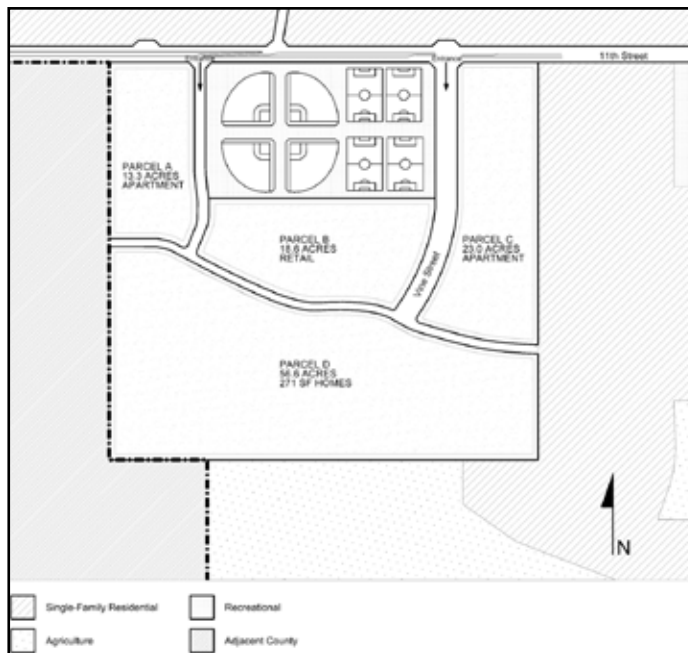 11th Street
Entrance
Entrance
PARCEL A
13.3 ACRES
APARTMENT
PARCEL B
18.6 ACRES
RETAIL
PARCEL C
23.0 ACRES
APARTMENT
Vine Street
PARCEL D
56.6 ACRES
271 SF HOMES
N
Single-Family Residential
Recreational
Agriculture
Adjacent County